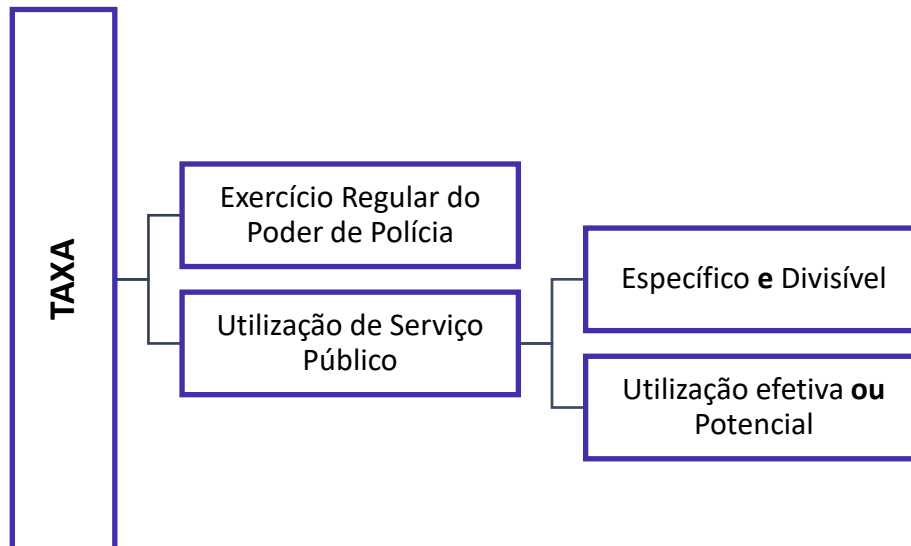 TAXA
Exercício Regular do
Poder de Polícia
Utilização de Serviço
Público
Específico e Divisível
Utilização efetiva ou
Potencial